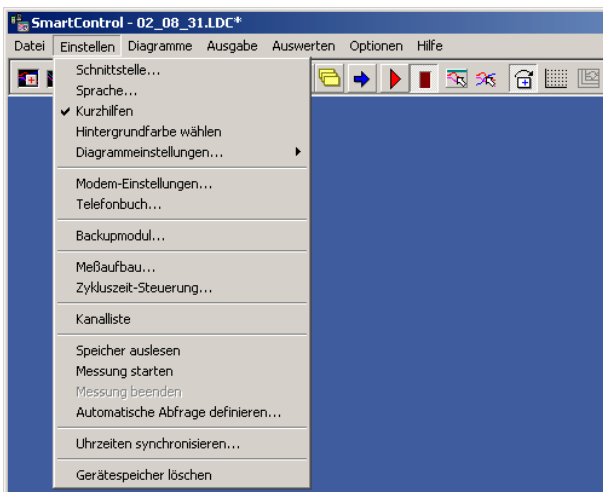 SmartControl - 02_08_31.LDC*
Datei Einstellen Diagramme Ausgabe Auswerten Optionen Hilfe
Schnittstelle...
Sprache...
Kurzhilfen
Hintergrundfarbe wählen
Diagrammeinstellungen...
Modem-Einstellungen...
Telefonbuch...
Backupmodul...
Meßaufbau...
Zykluszeit-Steuerung...
Kanalliste
Speicher auslesen
Messung starten
Messung beenden
Automatische Abfrage definieren...
Uhrzeiten synchronisieren...
Gerätespeicher löschen